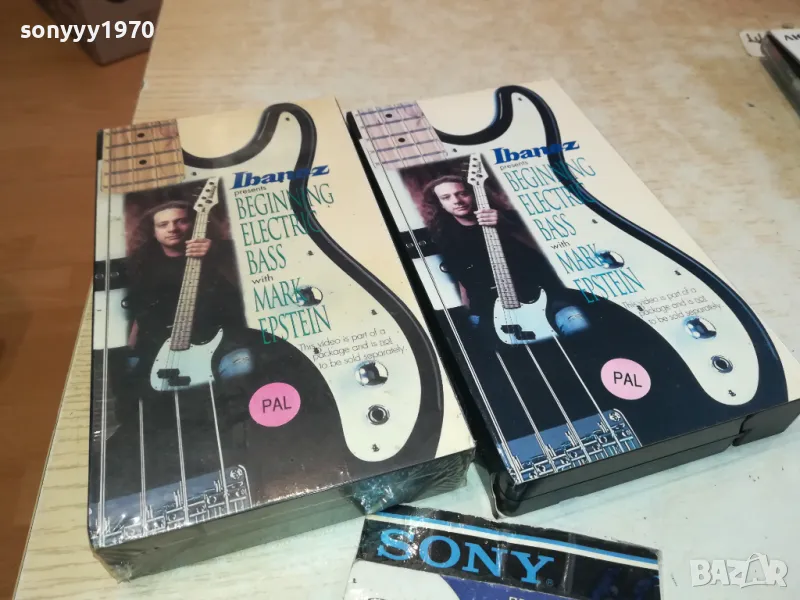 sonyyy1970
Ibanez
presents
BEGINNING
ELECTRIC
BASS
with
MARK
EPSTEIN
This video is part of a
package and is not
to be sold separately.
PAL
Ibanez
presents
BEGINNING
ELECTRIC
BASS
with
MARK
EPSTEIN
This video is part of a
package and is not
to be sold separately.
PAL
SONY
BAZAR